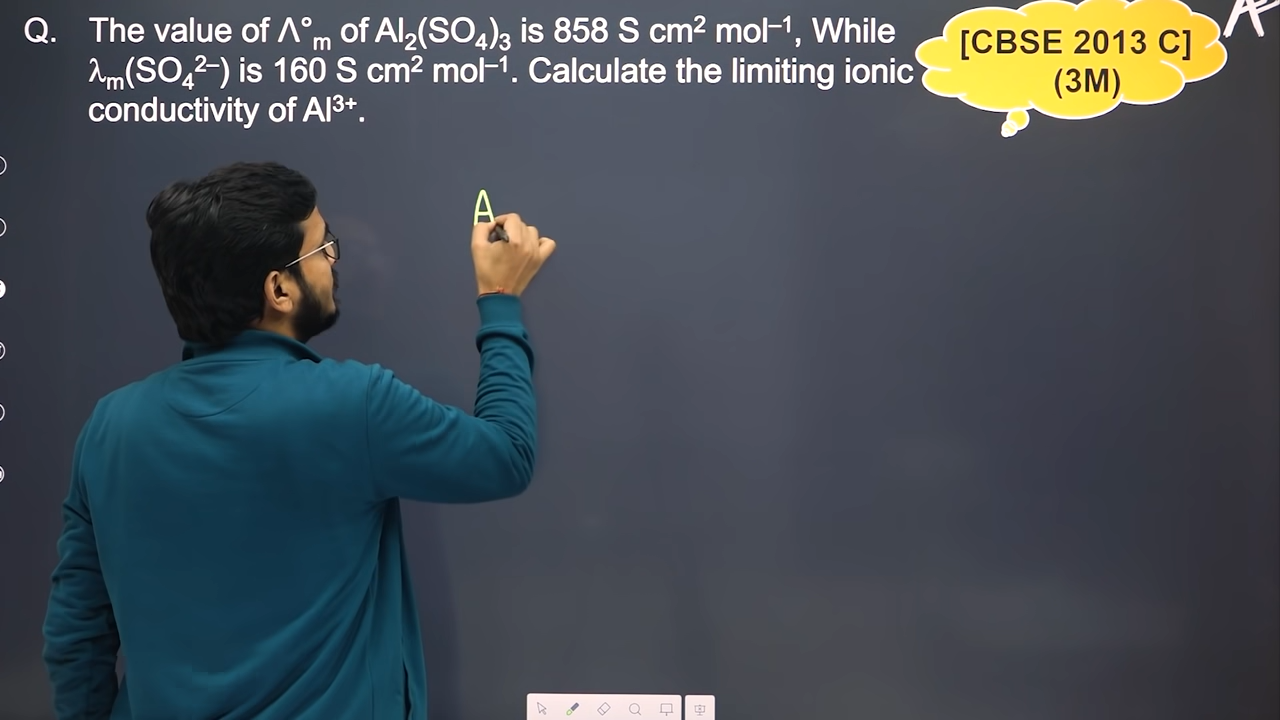 Q. The value of Λ°ₘ of Al₂(SO₄)₃ is 858 S cm² mol⁻¹, While
λₘ(SO₄²⁻) is 160 S cm² mol⁻¹. Calculate the limiting ionic
conductivity of Al³⁺.
[CBSE 2013 C]
(3M)
A